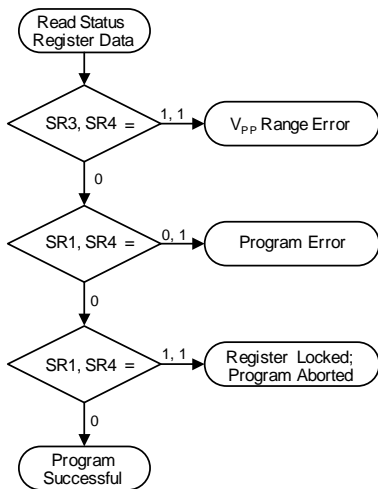 Read Status
Register Data
SR3, SR4 =
1, 1
VPP Range Error
0
SR1, SR4 =
0, 1
Program Error
0
SR1, SR4 =
1, 1
Register Locked;
Program Aborted
0
Program
Successful